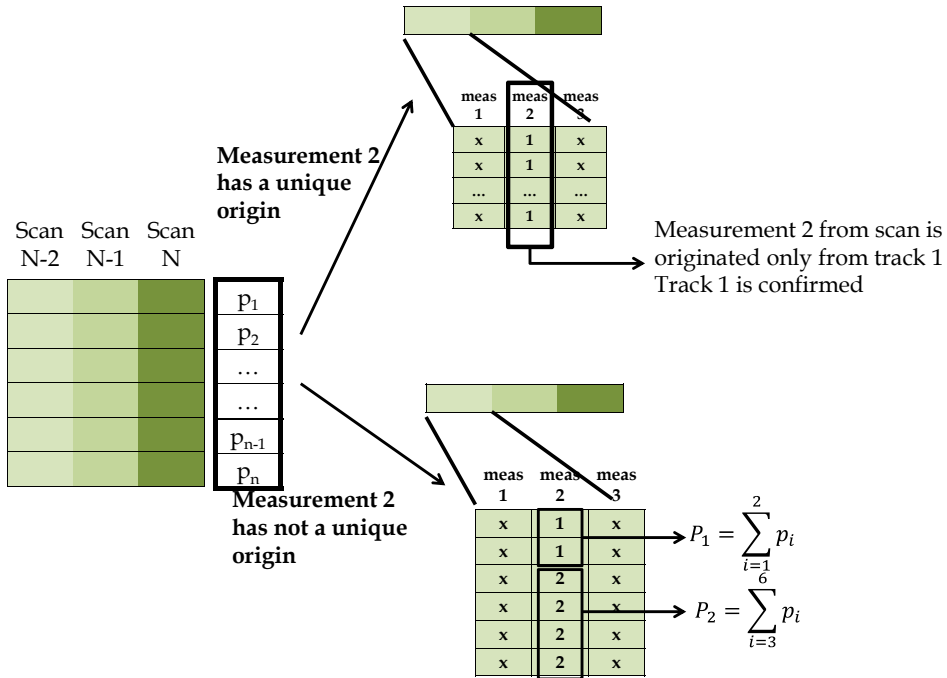 meas meas meas
1 2 3
x 1 x
x 1 x
... ... ...
x 1 x
Measurement 2
has a unique
origin
Measurement 2 from scan is
originated only from track 1
Track 1 is confirmed
Scan Scan Scan
N-2 N-1 N
p₁
p₂
...
...
pₙ₋₁
pₙ
Measurement 2
has not a unique
origin
meas meas meas
1 2 3
x 1 x
x 1 x
x 2 x
x 2 x
x 2 x
x 2 x
P₁ = ∑_{i=1}^{2} pᵢ
P₂ = ∑_{i=3}^{6} pᵢ